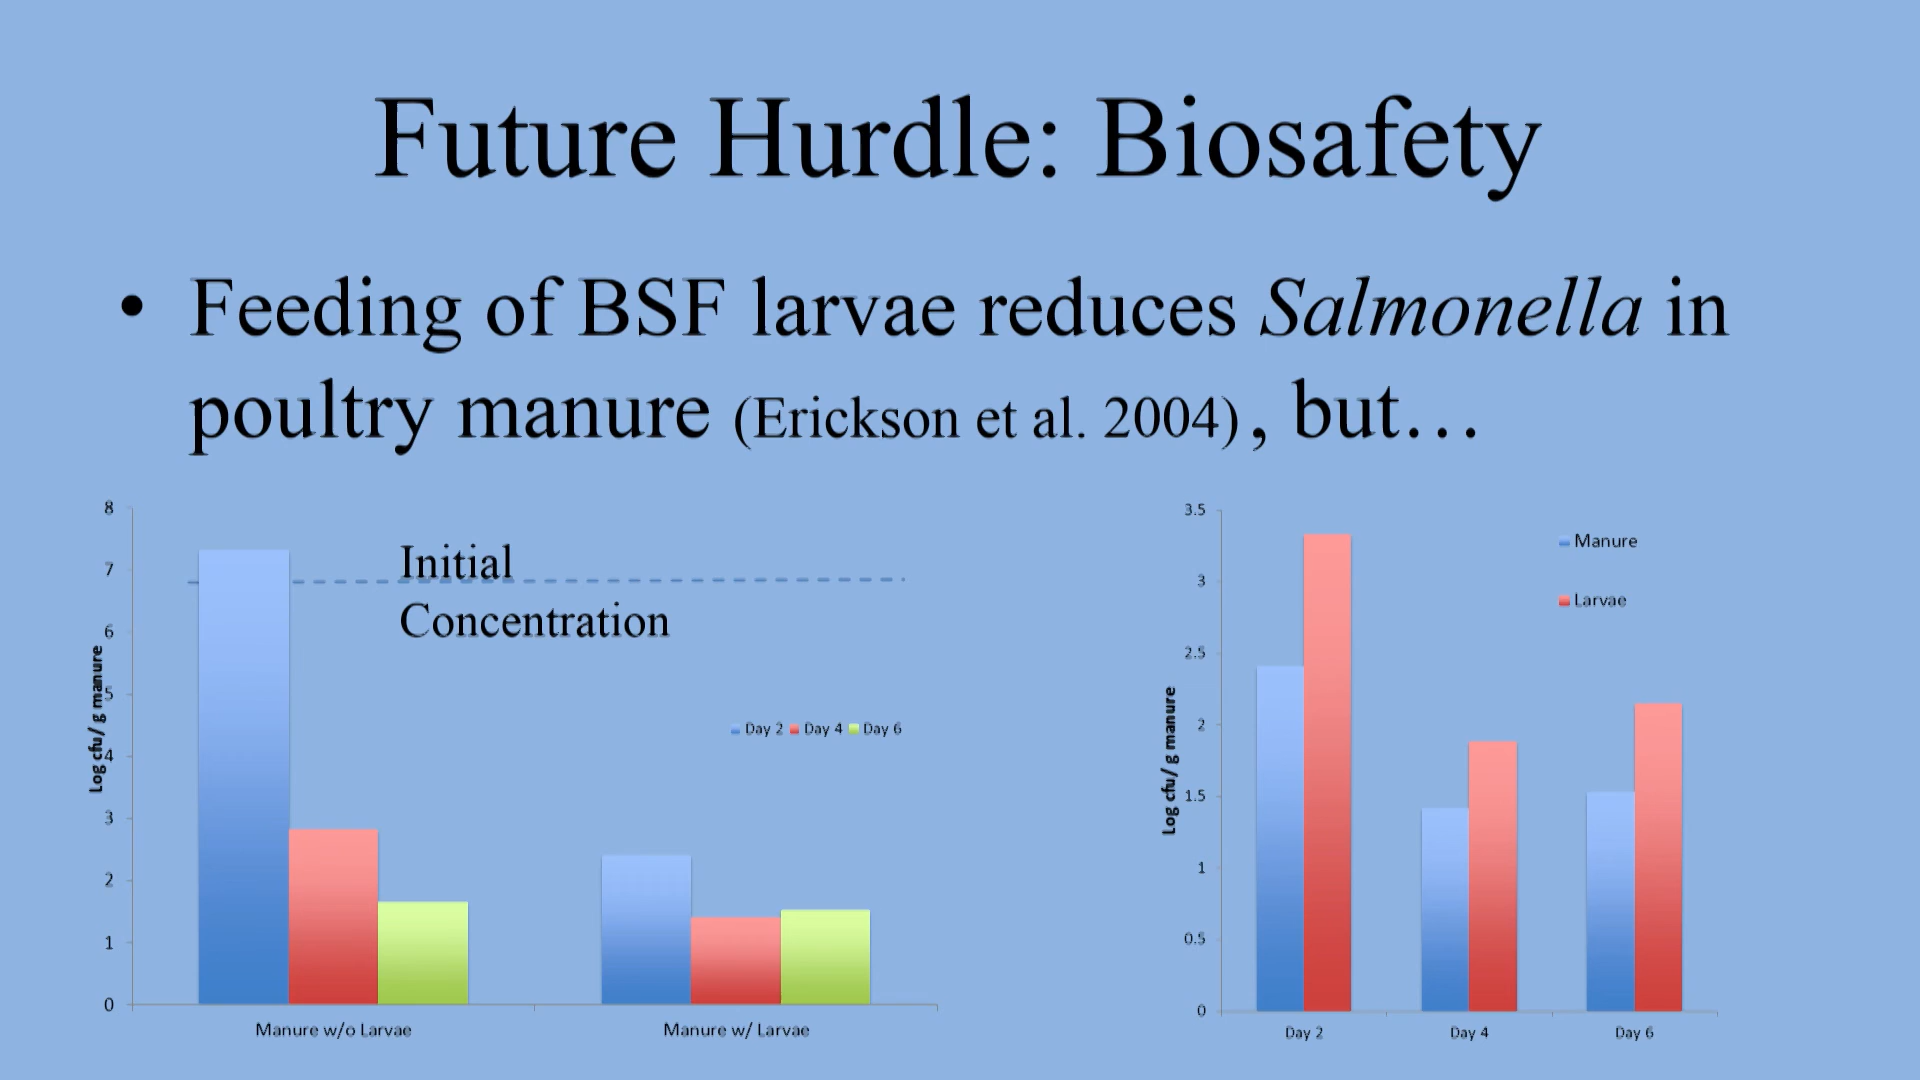 Future Hurdle: Biosafety
• Feeding of BSF larvae reduces Salmonella in
poultry manure (Erickson et al. 2004) , but…
8
7
6
5
4
3
2
1
0
Log cfu/ g manure
Initial
Concentration
Day 2 Day 4 Day 6
Manure w/o Larvae
Manure w/ Larvae
3.5
3
2.5
2
1.5
1
0.5
0
Log cfu/ g manure
Manure
Larvae
Day 2
Day 4
Day 6